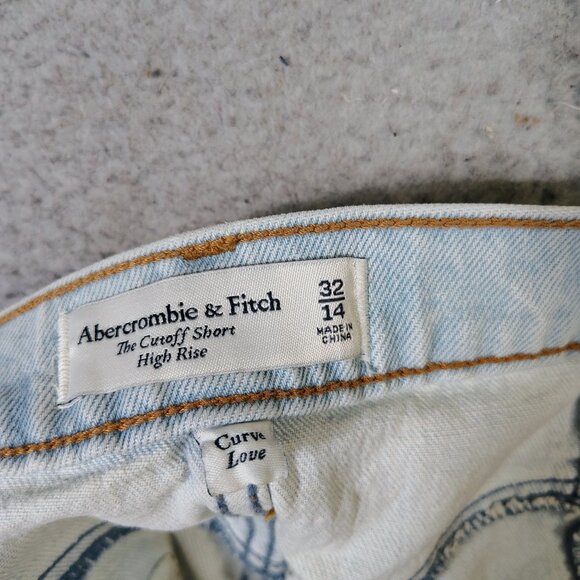 Abercrombie & Fitch
The Cutoff Short
High Rise
32
14
MADE IN
CHINA
Curve
Love